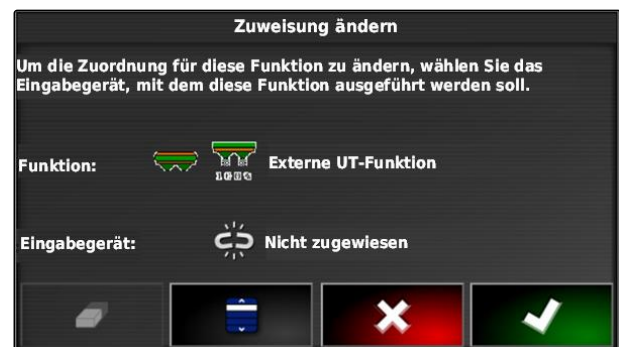 Zuweisung ändern
Um die Zuordnung für diese Funktion zu ändern, wählen Sie das
Eingabegerät, mit dem diese Funktion ausgeführt werden soll.
Funktion: Externe UT-Funktion
Eingabegerät: Nicht zugewiesen